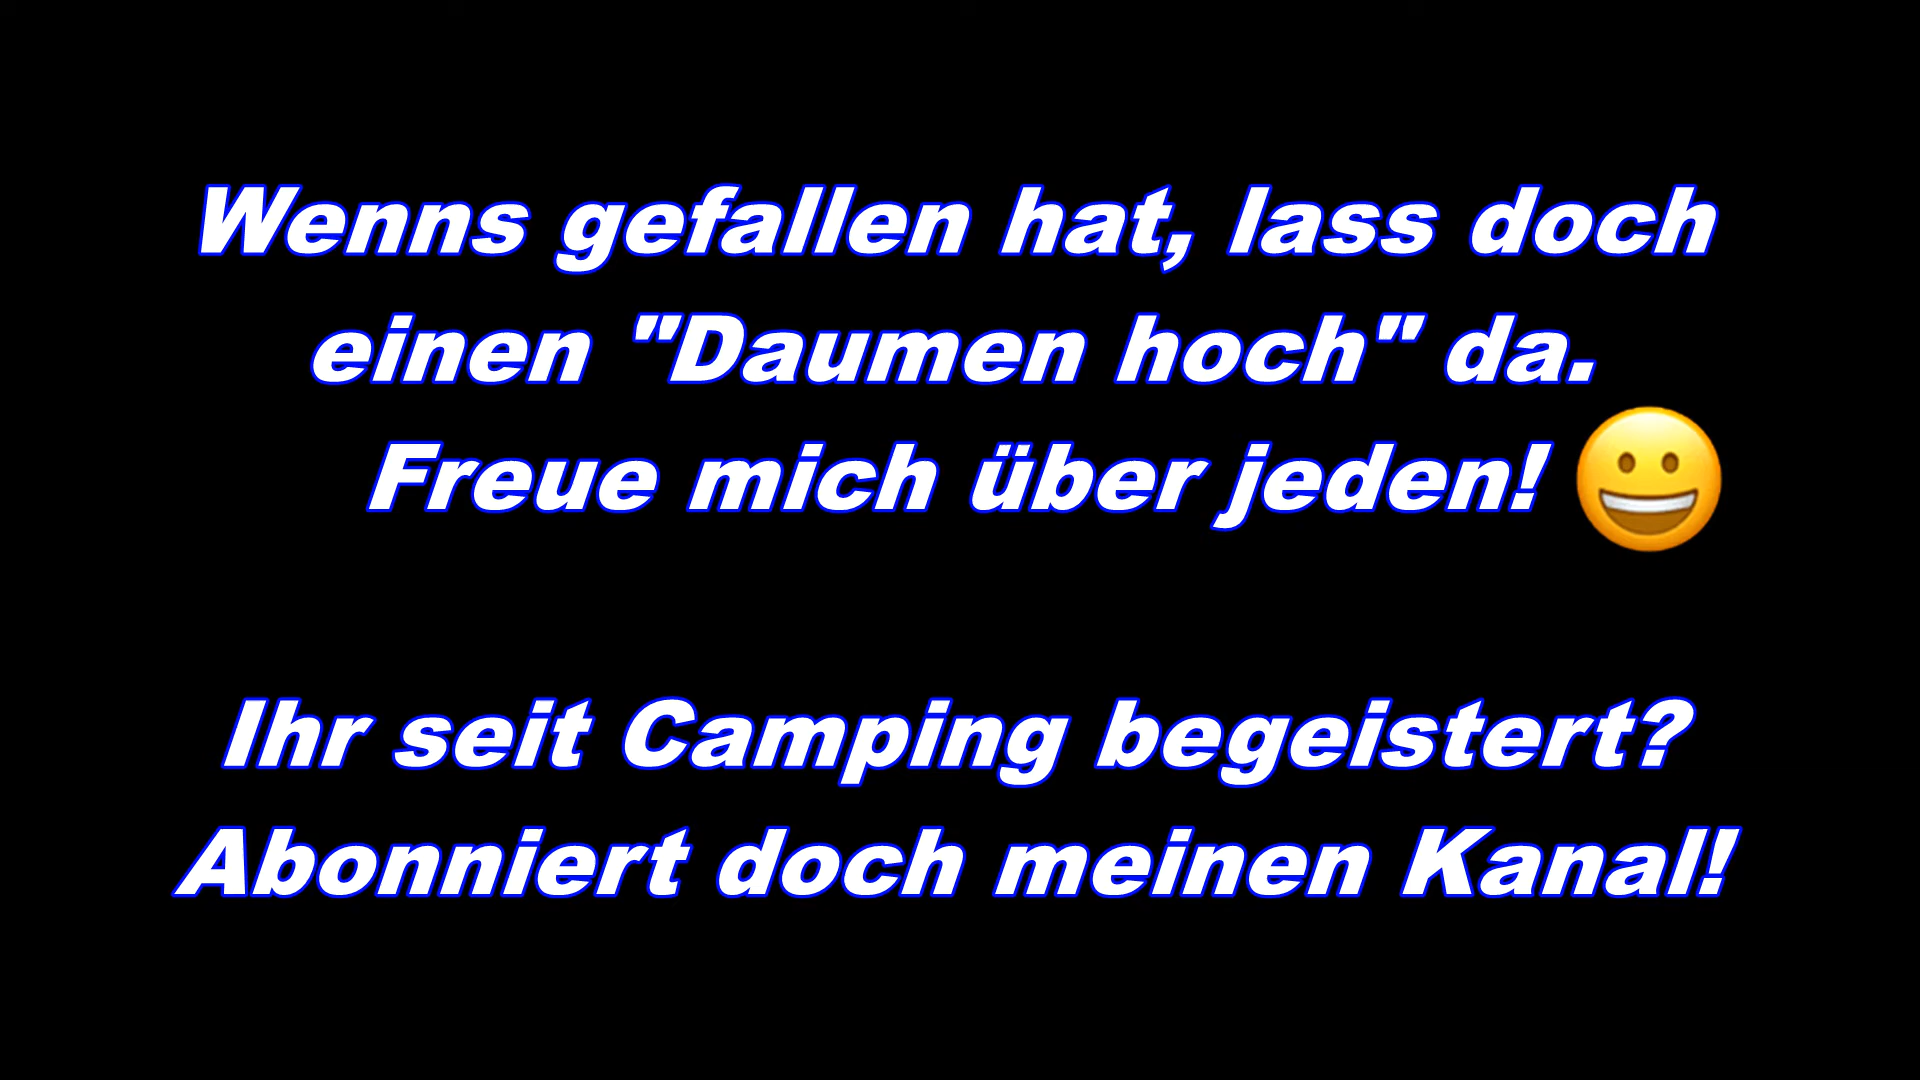 Wenns gefallen hat, lass doch
einen "Daumen hoch" da.
Freue mich über jeden! 😀
Ihr seit Camping begeistert?
Abonniert doch meinen Kanal!